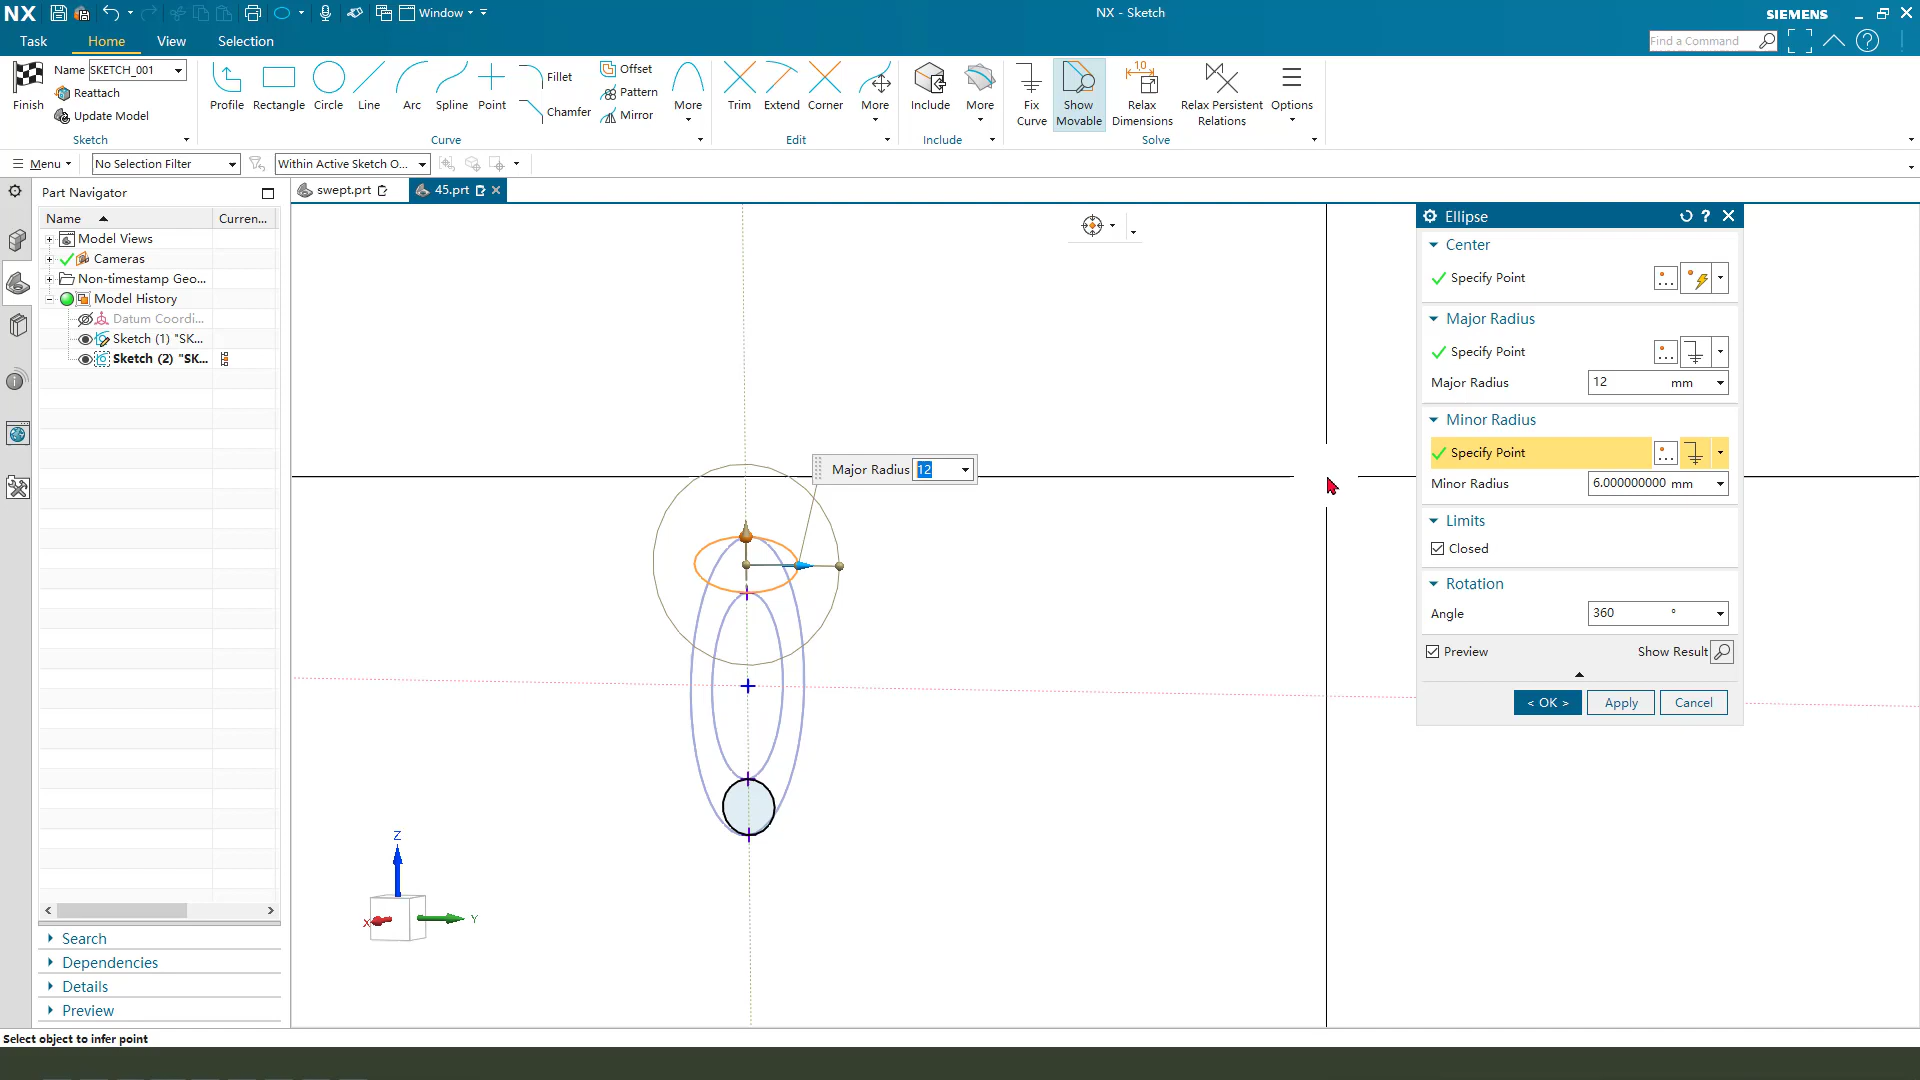 NX
Window
NX - Sketch
SIEMENS
Task
Home
View
Selection
Find a Command
Finish
Name SKETCH_001
Reattach
Update Model
Sketch
Profile
Rectangle
Circle
Line
Arc
Spline
Point
Fillet
Chamfer
Offset
Pattern
Mirror
More
Curve
Trim
Extend
Corner
More
Edit
Include
More
Include
Fix
Curve
Show
Movable
1,0
Relax
Dimensions
Relax Persistent
Relations
Options
Solve
Menu
No Selection Filter
Within Active Sketch O...
Part Navigator
swept.prt
45.prt
Name
Curren...
Model Views
Cameras
Non-timestamp Geo...
Model History
Datum Coordi...
Sketch (1) "SK...
Sketch (2) "SK...
Search
Dependencies
Details
Preview
Major Radius 12
Z
X
Y
Ellipse
Center
Specify Point
Major Radius
Specify Point
Major Radius 12 mm
Minor Radius
Specify Point
Minor Radius 6.000000000 mm
Limits
Closed
Rotation
Angle 360 °
Preview
Show Result
< OK >
Apply
Cancel
Select object to infer point